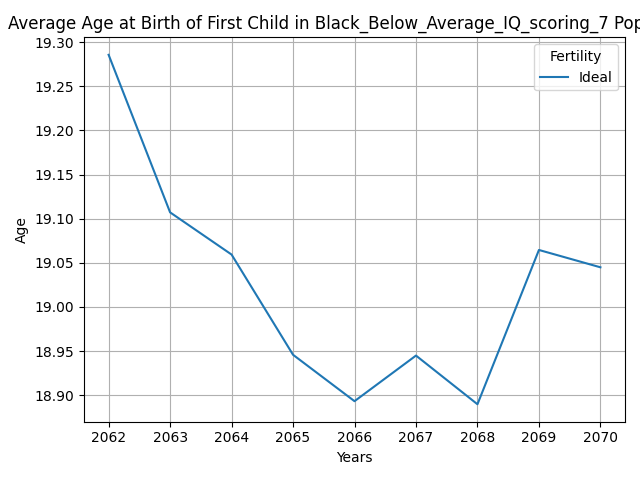 Average Age at Birth of First Child in Black_Below_Average_IQ_scoring_7 Pop
19.30
19.25
19.20
19.15
19.10
19.05
19.00
18.95
18.90
Age
Fertility
Ideal
2062 2063 2064 2065 2066 2067 2068 2069 2070
Years